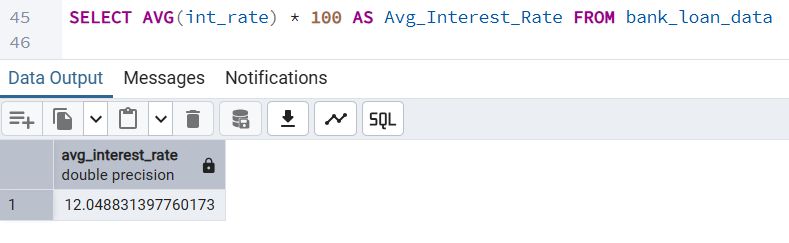 45 SELECT AVG(int_rate) * 100 AS Avg_Interest_Rate FROM bank_loan_data
46
Data Output Messages Notifications
SQL
avg_interest_rate
double precision
1 12.048831397760173